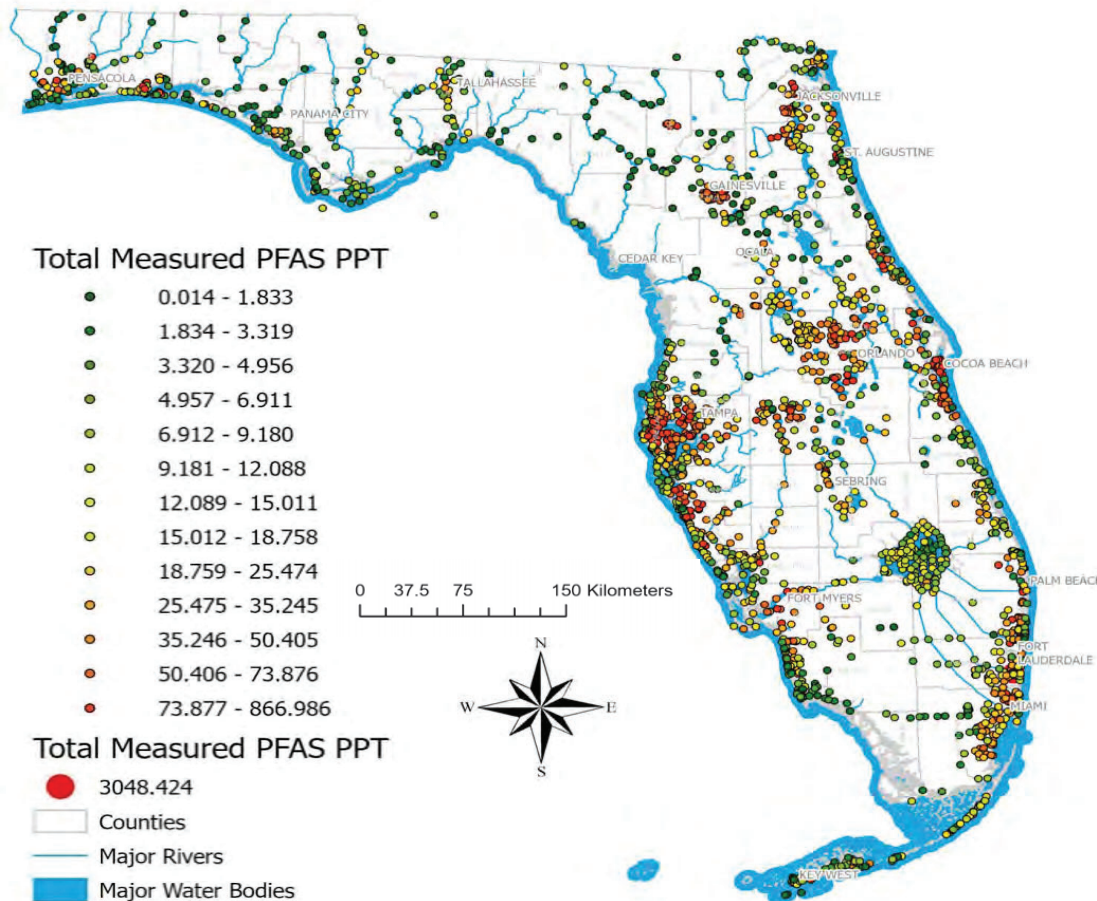 PENSACOLA
TALLAHASSEE
PANAMA CITY
JACKSONVILLE
ST. AUGUSTINE
GAINESVILLE
OCALA
CEDAR KEY
ORLANDO
COCOA BEACH
TAMPA
SEBRING
PALM BEACH
FORT MYERS
FORT
LAUDERDALE
MIAMI
KEY WEST
Total Measured PFAS PPT
0.014 - 1.833
1.834 - 3.319
3.320 - 4.956
4.957 - 6.911
6.912 - 9.180
9.181 - 12.088
12.089 - 15.011
15.012 - 18.758
18.759 - 25.474
25.475 - 35.245
35.246 - 50.405
50.406 - 73.876
73.877 - 866.986
0 37.5 75 150 Kilometers
N
W E
S
Total Measured PFAS PPT
3048.424
Counties
Major Rivers
Major Water Bodies